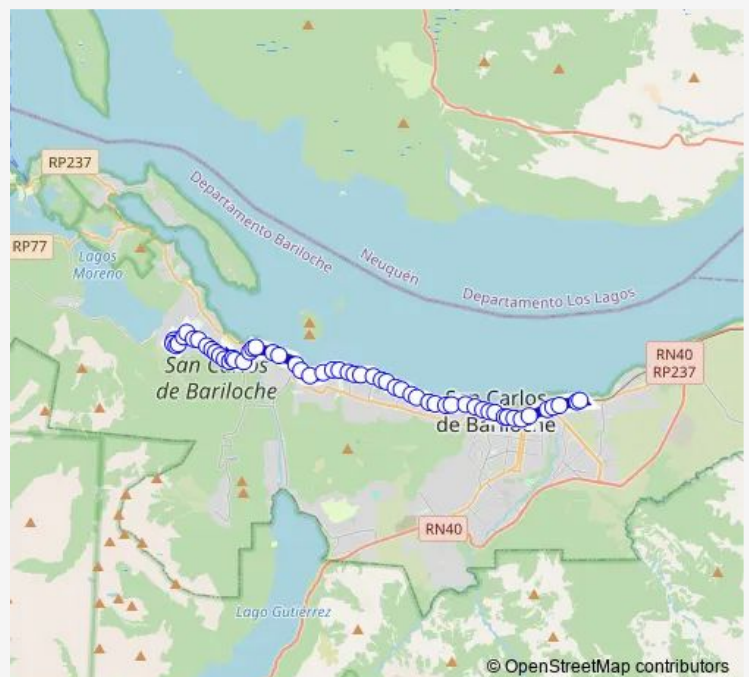 RP237
Departamento Bariloche
Neuquén
Departamento Los Lagos
RP77
Lagos
Moreno
San Carlos
de Bariloche
San Carlos
de Bariloche
RN40
RP237
RN40
Lago Gutiérrez
© OpenStreetMap contributors